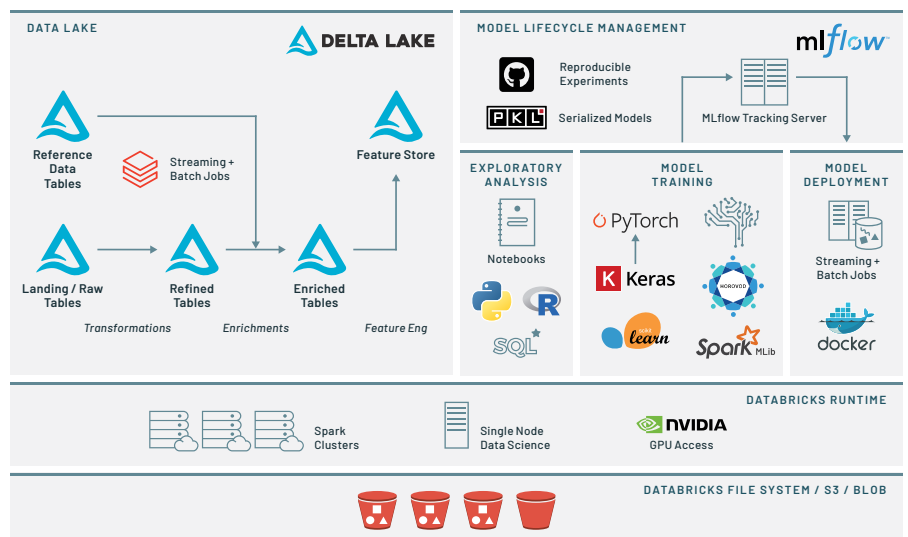 DATA LAKE
DELTA LAKE
Reference
Data
Tables
Streaming +
Batch Jobs
Feature Store
Landing / Raw
Tables
Refined
Tables
Enriched
Tables
Transformations
Enrichments
Feature Eng
MODEL LIFECYCLE MANAGEMENT
mlflow™
Reproducible
Experiments
PKL
Serialized Models
MLflow Tracking Server
EXPLORATORY
ANALYSIS
Notebooks
R
SQL
MODEL
TRAINING
PyTorch
K Keras
HOROVOD
scikit
learn
Spark MLlib
MODEL
DEPLOYMENT
Streaming +
Batch Jobs
docker
DATABRICKS RUNTIME
Spark
Clusters
Single Node
Data Science
NVIDIA
GPU Access
DATABRICKS FILE SYSTEM / S3 / BLOB